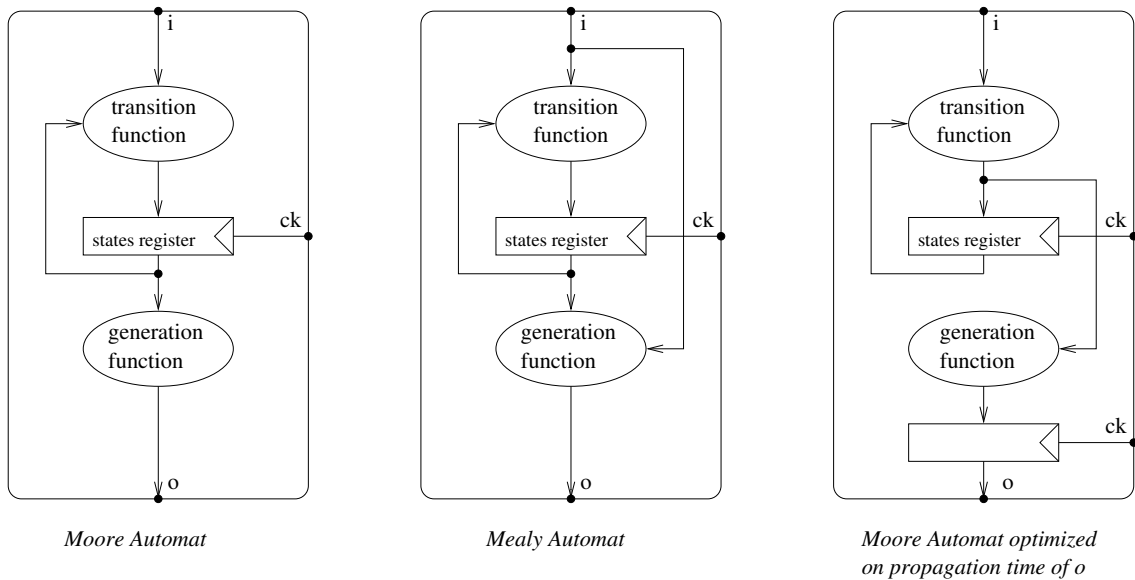 i
transition
function
ck
states register
generation
function
o
Moore Automat
i
transition
function
ck
states register
generation
function
o
Mealy Automat
i
transition
function
ck
states register
generation
function
ck
o
Moore Automat optimized
on propagation time of o